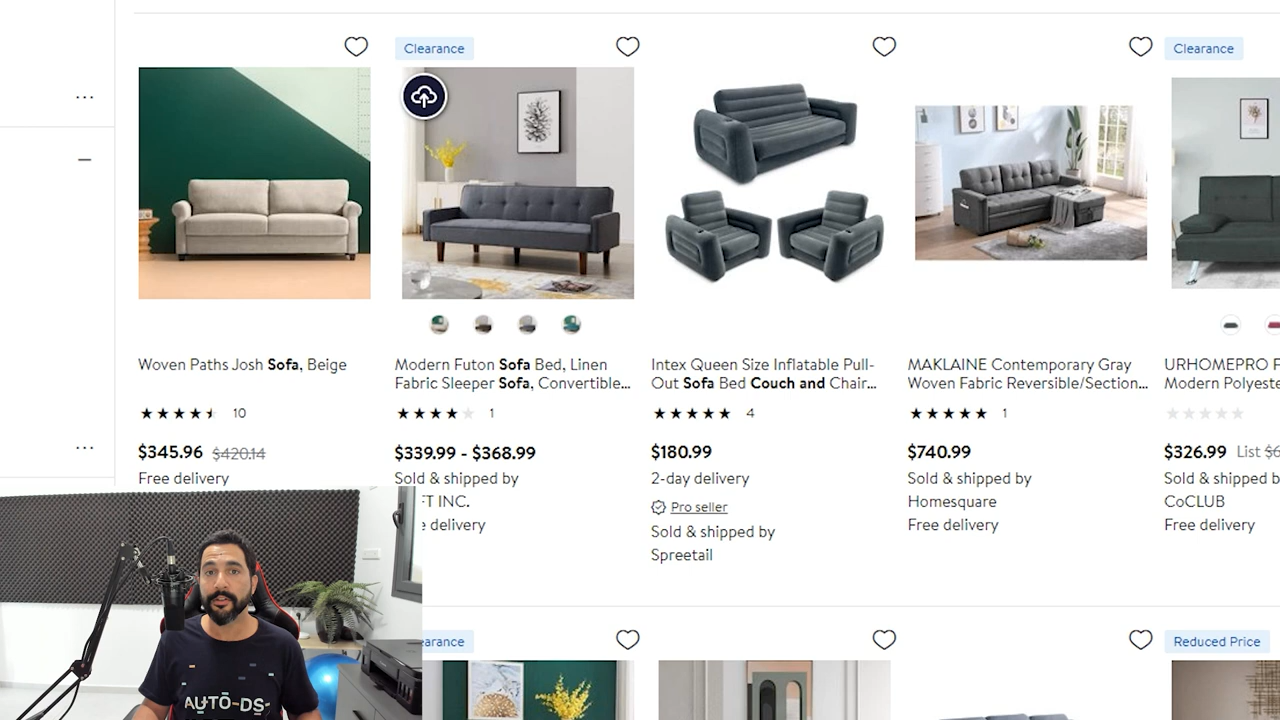 Clearance
Clearance
Woven Paths Josh Sofa, Beige
10
$345.96 $420.14
Free delivery
Modern Futon Sofa Bed, Linen
Fabric Sleeper Sofa, Convertible...
1
$339.99 - $368.99
Sold & shipped by
FT INC.
delivery
Intex Queen Size Inflatable Pull-
Out Sofa Bed Couch and Chair...
4
$180.99
2-day delivery
Pro seller
Sold & shipped by
Spreetail
MAKLAINE Contemporary Gray
Woven Fabric Reversible/Section...
1
$740.99
Sold & shipped by
Homesquare
Free delivery
URHOMEPRO
Modern Polyeste
$326.99 List
Sold & shipped b
CoCLUB
Free delivery
earance
Reduced Price
AUTO-DS-